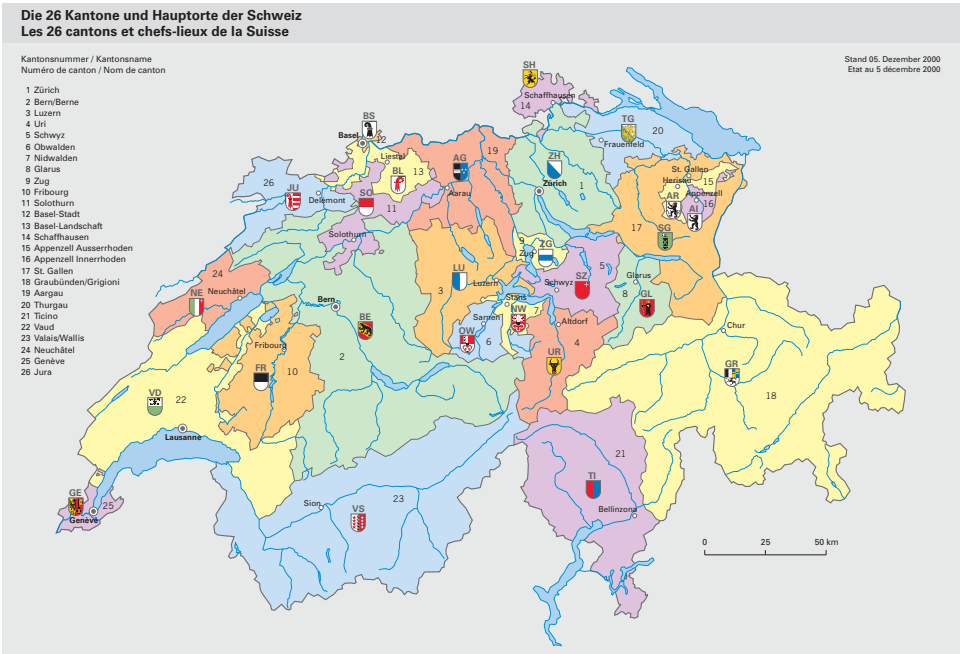 Die 26 Kantone und Hauptorte der Schweiz
Les 26 cantons et chefs-lieux de la Suisse
Kantonsnummer / Kantonsname
Numéro de canton / Nom de canton
Stand 05. Dezember 2000
Etat au 5 décembre 2000
1 Zürich
2 Bern/Berne
3 Luzern
4 Uri
5 Schwyz
6 Obwalden
7 Nidwalden
8 Glarus
9 Zug
10 Fribourg
11 Solothurn
12 Basel-Stadt
13 Basel-Landschaft
14 Schaffhausen
15 Appenzell Ausserrhoden
16 Appenzell Innerrhoden
17 St. Gallen
18 Graubünden/Grigioni
19 Aargau
20 Thurgau
21 Ticino
22 Vaud
23 Valais/Wallis
24 Neuchâtel
25 Genève
26 Jura
SH
Schaffhausen
14
BS
Basel
12
TG
20
Frauenfeld
19
Liestal
13
BL
AG
Aarau
ZH
Zürich
1
St. Gallen
Herisau
15
Appenzell
16
AR
AI
26
JU
Delémont
SO
11
Solothurn
17
SG
9
ZG
Zug
24
Neuchâtel
NE
LU
Luzern
3
5
Schwyz
SZ
Glarus
8
GL
Bern
BE
2
Stans
NW
7
Sarnen
OW
6
Altdorf
4
UR
Chur
GR
18
Fribourg
FR
10
VD
22
Lausanne
21
TI
Bellinzona
GE
25
Genève
Sion
23
VS
0 25 50 km